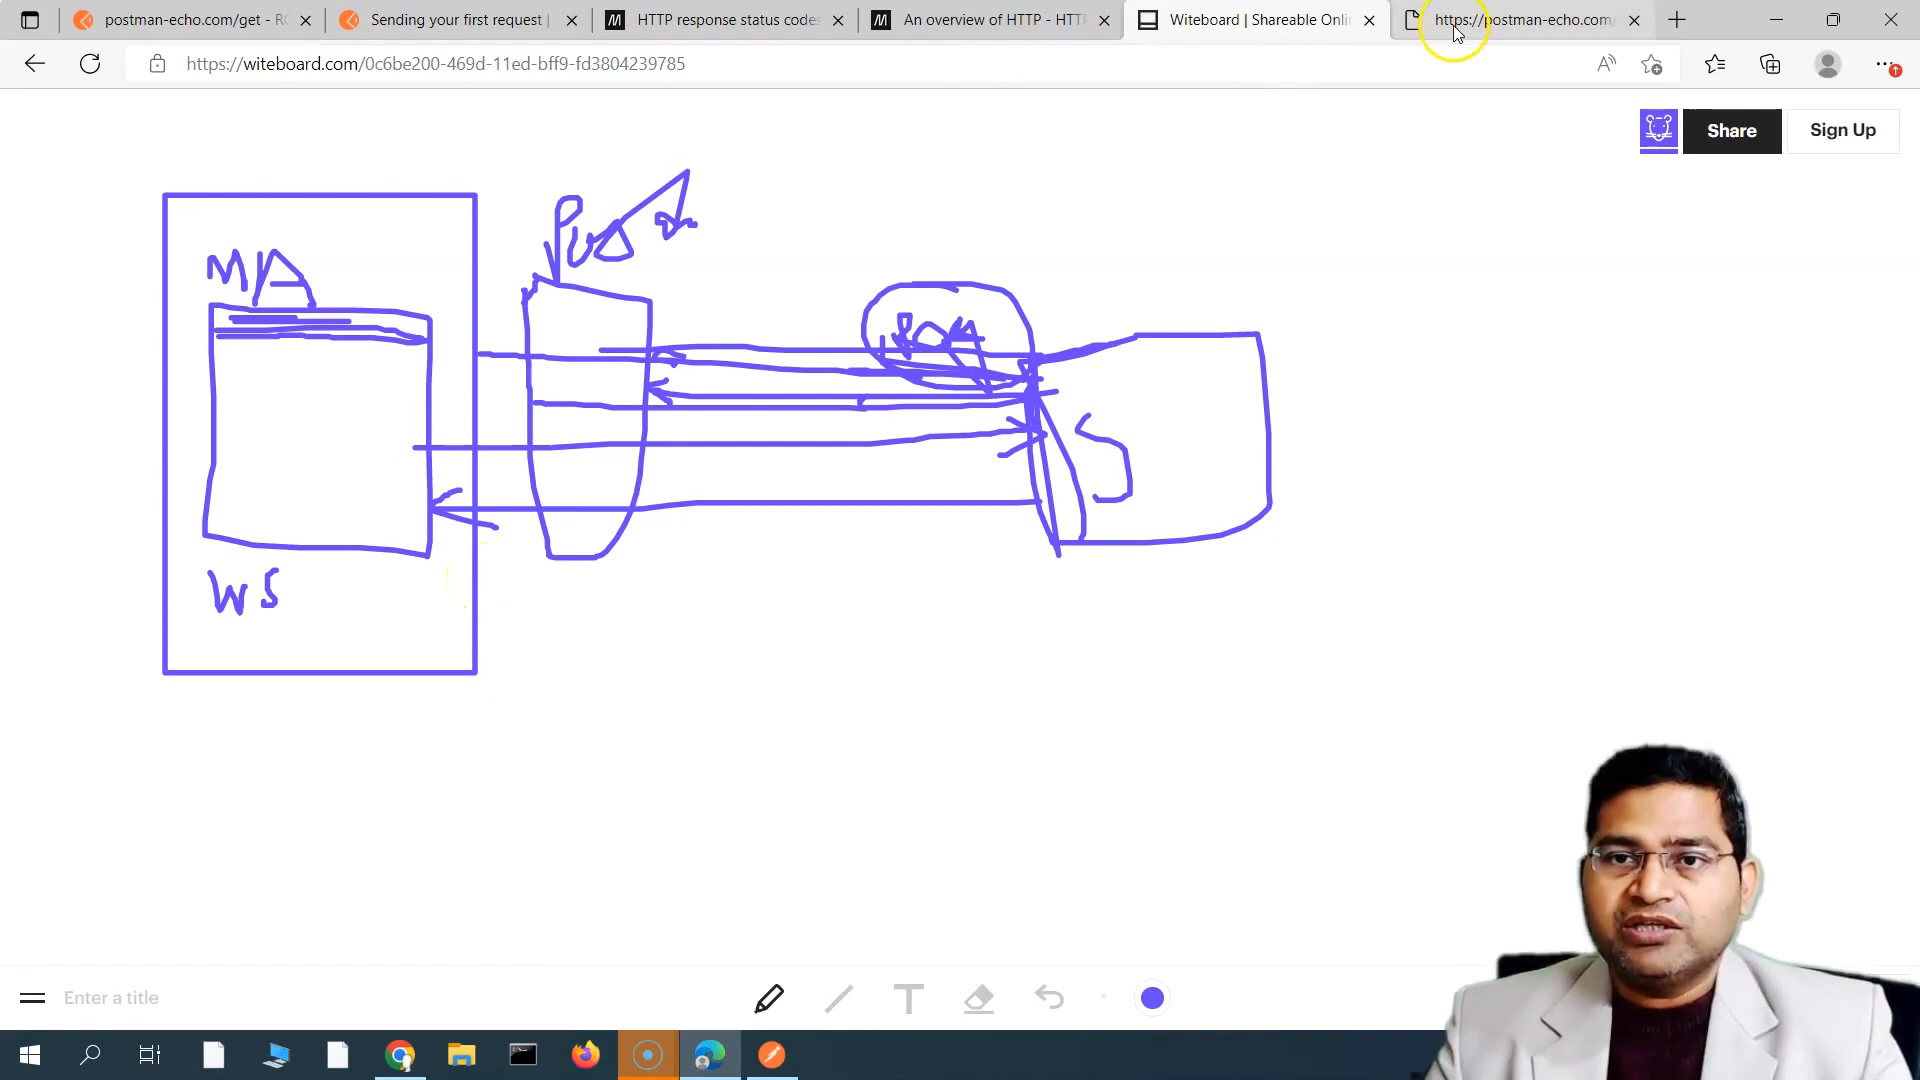 postman-echo.com/get - R
Sending your first request |
HTTP response status codes
An overview of HTTP - HTT
Witeboard | Shareable Onli
https://postman-echo.com/
https://witeboard.com/0c6be200-469d-11ed-bff9-fd3804239785
Share
Sign Up
MA
S
WS
Enter a title